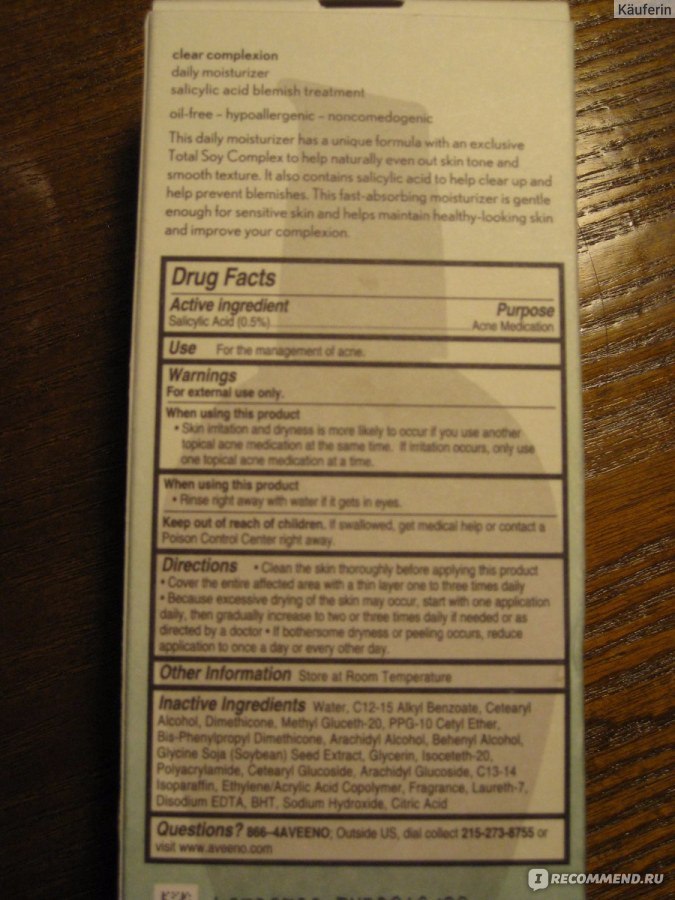 Käuferin
clear complexion
daily moisturizer
salicylic acid blemish treatment
oil-free – hypoallergenic – noncomedogenic
This daily moisturizer has a unique formula with an exclusive
Total Soy Complex to help naturally even out skin tone and
smooth texture. It also contains salicylic acid to help clear up and
help prevent blemishes. This fast-absorbing moisturizer is gentle
enough for sensitive skin and helps maintain healthy-looking skin
and improve your complexion.
Drug Facts
Active ingredient Purpose
Salicylic Acid (0.5%) Acne Medication
Use For the management of acne.
Warnings
For external use only.
When using this product
• Skin irritation and dryness is more likely to occur if you use another
topical acne medication at the same time. If irritation occurs, only use
one topical acne medication at a time.
When using this product
• Rinse right away with water if it gets in eyes.
Keep out of reach of children. If swallowed, get medical help or contact a
Poison Control Center right away.
Directions • Clean the skin thoroughly before applying this product
• Cover the entire affected area with a thin layer one to three times daily
• Because excessive drying of the skin may occur, start with one application
daily, then gradually increase to two or three times daily if needed or as
directed by a doctor • If bothersome dryness or peeling occurs, reduce
application to once a day or every other day.
Other Information Store at Room Temperature
Inactive Ingredients Water, C12-15 Alkyl Benzoate, Cetearyl
Alcohol, Dimethicone, Methyl Gluceth-20, PPG-10 Cetyl Ether,
Bis-Phenylpropyl Dimethicone, Arachidyl Alcohol, Behenyl Alcohol,
Glycine Soja (Soybean) Seed Extract, Glycerin, Isoceteth-20,
Polyacrylamide, Cetearyl Glucoside, Arachidyl Glucoside, C13-14
Isoparaffin, Ethylene/Acrylic Acid Copolymer, Fragrance, Laureth-7,
Disodium EDTA, BHT, Sodium Hydroxide, Citric Acid
Questions? 866-4AVEENO; Outside US, dial collect 215-273-8755 or
visit www.aveeno.com
IRECOMMEND.RU